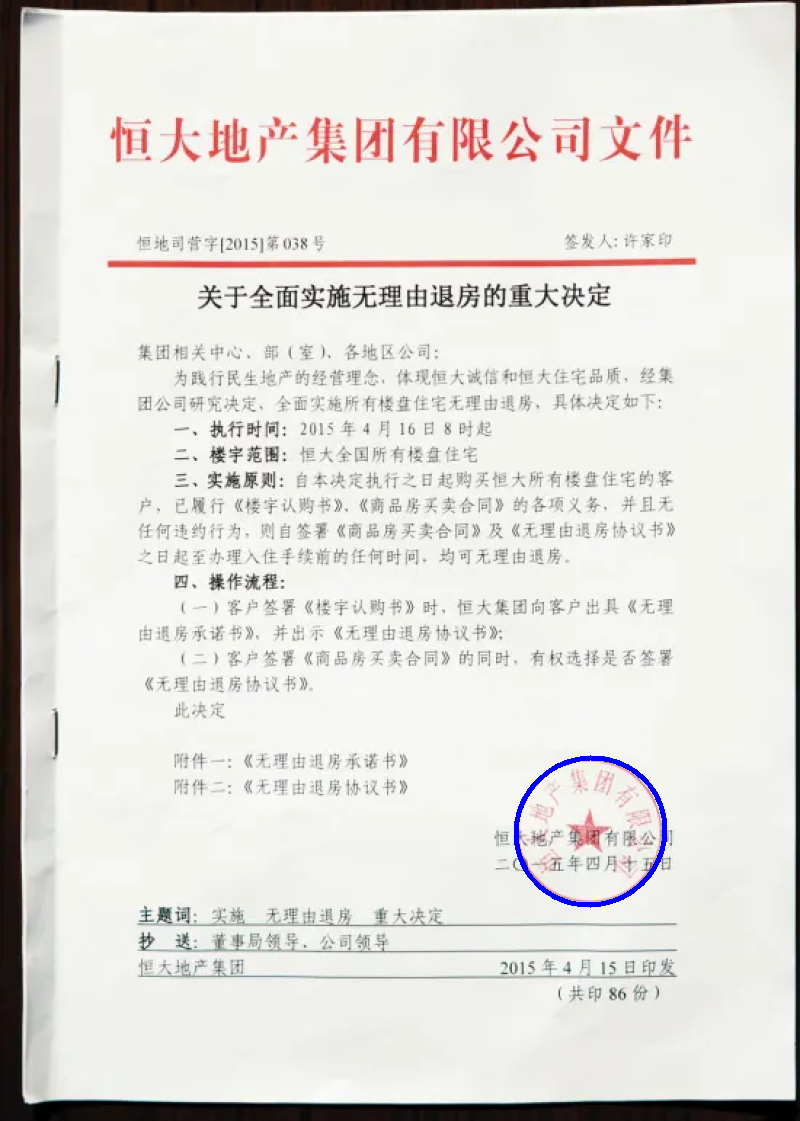 恒大地产集团有限公司文件
恒地司营字[2015]第038号 签发人:许家印
关于全面实施无理由退房的重大决定
集团相关中心、部(室)、各地区公司:
为践行民生地产的经营理念,体现恒大诚信和恒大住宅品质,经集
团公司研究决定,全面实施所有楼盘住宅无理由退房,具体决定如下:
一、执行时间:2015年4月16日8时起
二、楼宇范围:恒大全国所有楼盘住宅
三、实施原则:自本决定执行之日起购买恒大所有楼盘住宅的客
户,已履行《楼宇认购书》、《商品房买卖合同》的各项义务,并且无
任何违约行为,则自签署《商品房买卖合同》及《无理由退房协议书》
之日起至办理入住手续前的任何时间,均可无理由退房。
四、操作流程:
(一)客户签署《楼宇认购书》时,恒大集团向客户出具《无理
由退房承诺书》,并出示《无理由退房协议书》;
(二)客户签署《商品房买卖合同》的同时,有权选择是否签署
《无理由退房协议书》。
此决定
附件一:《无理由退房承诺书》
附件二:《无理由退房协议书》
恒大地产集团有限公司
恒大地产集团有限公司
二〇一五年四月十五日
主题词:实施 无理由退房 重大决定
抄 送:董事局领导、公司领导
恒大地产集团 2015年4月15日印发
(共印86份)